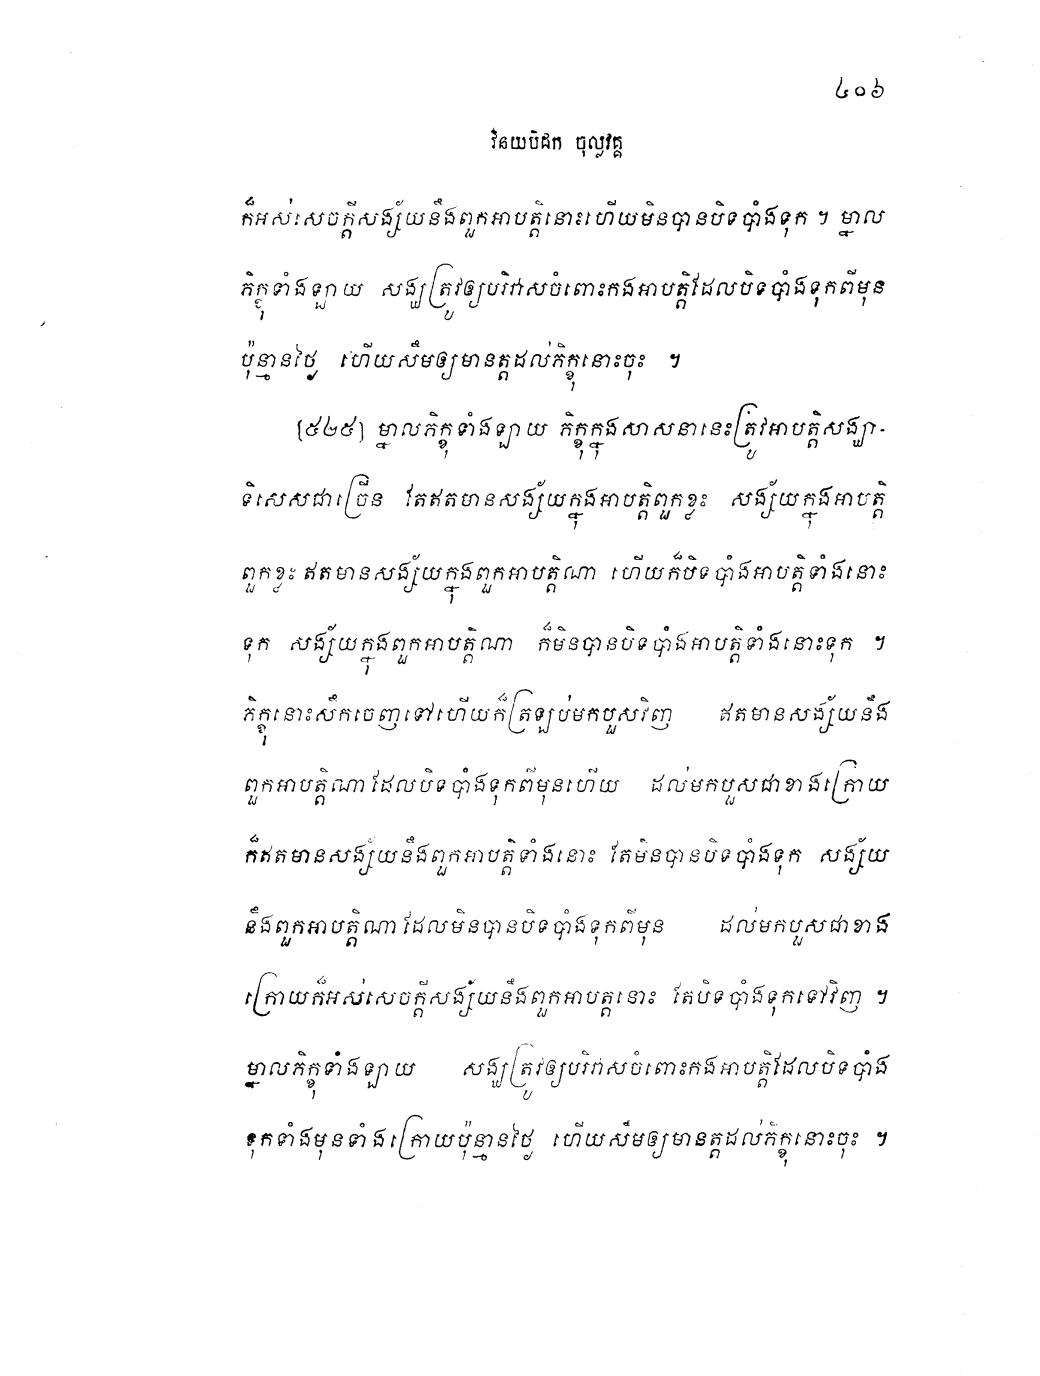 ៤០៦
វិនយបិដក ចុល្លវគ្គ
ក៏អស់សេចក្តីសង្ស័យនឹងពួកអាបត្តិនោះហើយមិនបានបិទបាំងទុក ។ ម្នាល
ភិក្ខុទាំងឡាយ សង្ឃត្រូវឲ្យបរិវាសចំពោះកងអាបត្តិដែលបិទបាំងទុកពីមុន
ប៉ុន្មានថ្ងៃ ហើយសឹមឲ្យមានត្តដល់ភិក្ខុនោះចុះ ។
[៥៤៥] ម្នាលភិក្ខុទាំងឡាយ ភិក្ខុក្នុងសាសនានេះត្រូវអាបត្តិសង្ឃា-
ទិសេសជាច្រើន តែឥតមានសង្ស័យក្នុងអាបត្តិពួកខ្លះ សង្ស័យក្នុងអាបត្តិ
ពួកខ្លះ ឥតមានសង្ស័យក្នុងពួកអាបត្តិណា ហើយក៏បិទបាំងអាបត្តិទាំងនោះ
ទុក សង្ស័យក្នុងពួកអាបត្តិណា ក៏មិនបានបិទបាំងអាបត្តិទាំងនោះទុក ។
ភិក្ខុនោះសឹកចេញទៅហើយក៏ត្រឡប់មកបួសវិញ ឥតមានសង្ស័យនឹង
ពួកអាបត្តិណាដែលបិទបាំងទុកពីមុនហើយ ដល់មកបួសជាខាងក្រោយ
ក៏ឥតមានសង្ស័យនឹងពួកអាបត្តិទាំងនោះ តែមិនបានបិទបាំងទុក សង្ស័យ
នឹងពួកអាបត្តិណាដែលមិនបានបិទបាំងទុកពីមុន ដល់មកបួសជាខាង
ក្រោយក៏អស់សេចក្តីសង្ស័យនឹងពួកអាបត្តនោះ តែបិទបាំងទុកទៅវិញ ។
ម្នាលភិក្ខុទាំងឡាយ សង្ឃត្រូវឲ្យបរិវាសចំពោះកងអាបត្តិដែលបិទបាំង
ទុកទាំងមុនទាំងក្រោយប៉ុន្មានថ្ងៃ ហើយសឹមឲ្យមានត្តដល់ភិក្ខុនោះចុះ ។